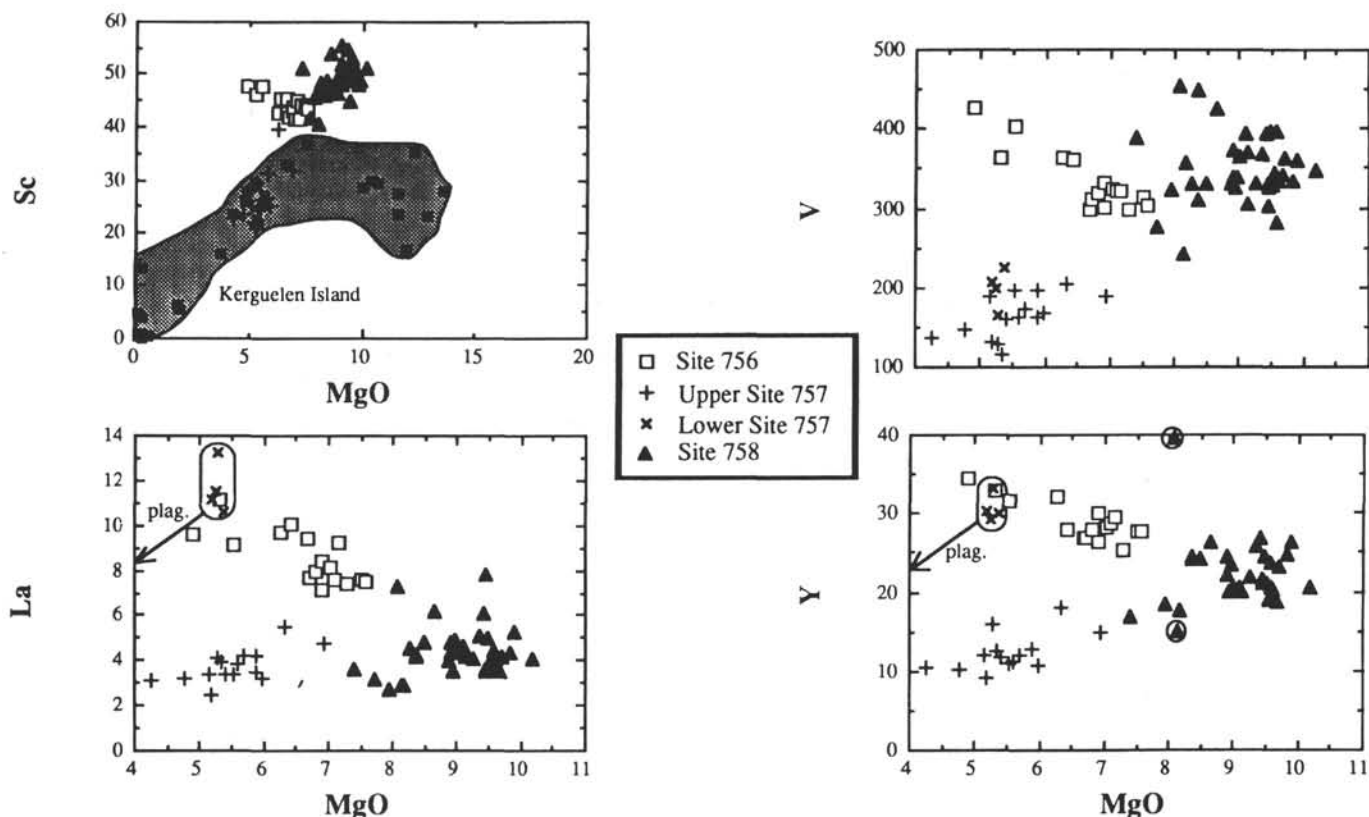 Sc
60
50
40
30
20
10
0
Kerguelen Island
0 5 10 15 20
MgO
V
500
400
300
200
100
Site 756
Upper Site 757
Lower Site 757
Site 758
La
14
12
10
8
6
4
2
0
plag.
4 5 6 7 8 9 10 11
MgO
Y
40
30
20
10
0
plag.
4 5 6 7 8 9 10 11
MgO